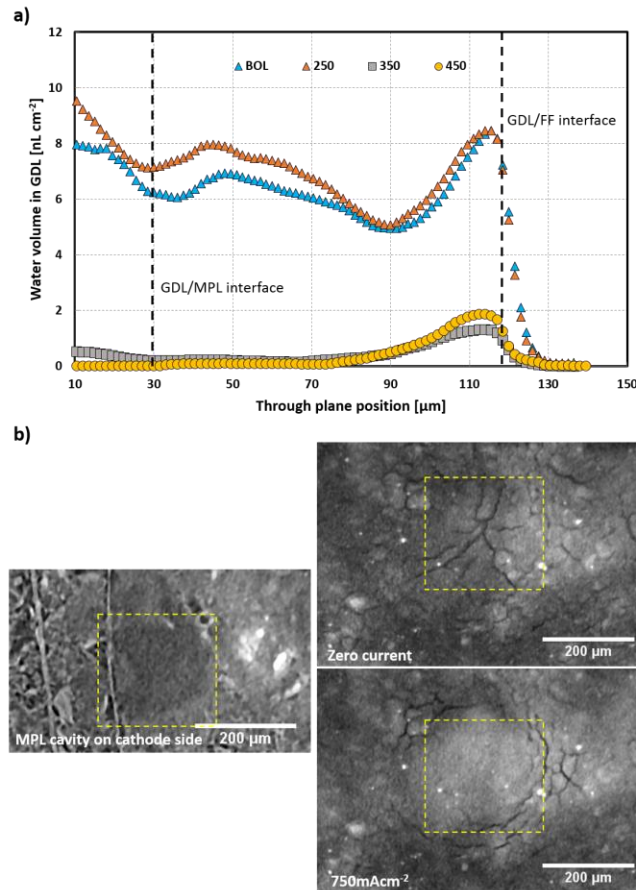 a)
12
10
8
6
4
2
0
Water volume in GDL [nL cm⁻²]
BOL 250 350 450
GDL/FF interface
GDL/MPL interface
10 30 50 70 90 110 130 150
Through plane position [µm]
b)
MPL cavity on cathode side
200 µm
Zero current
200 µm
750mAcm⁻²
200 µm